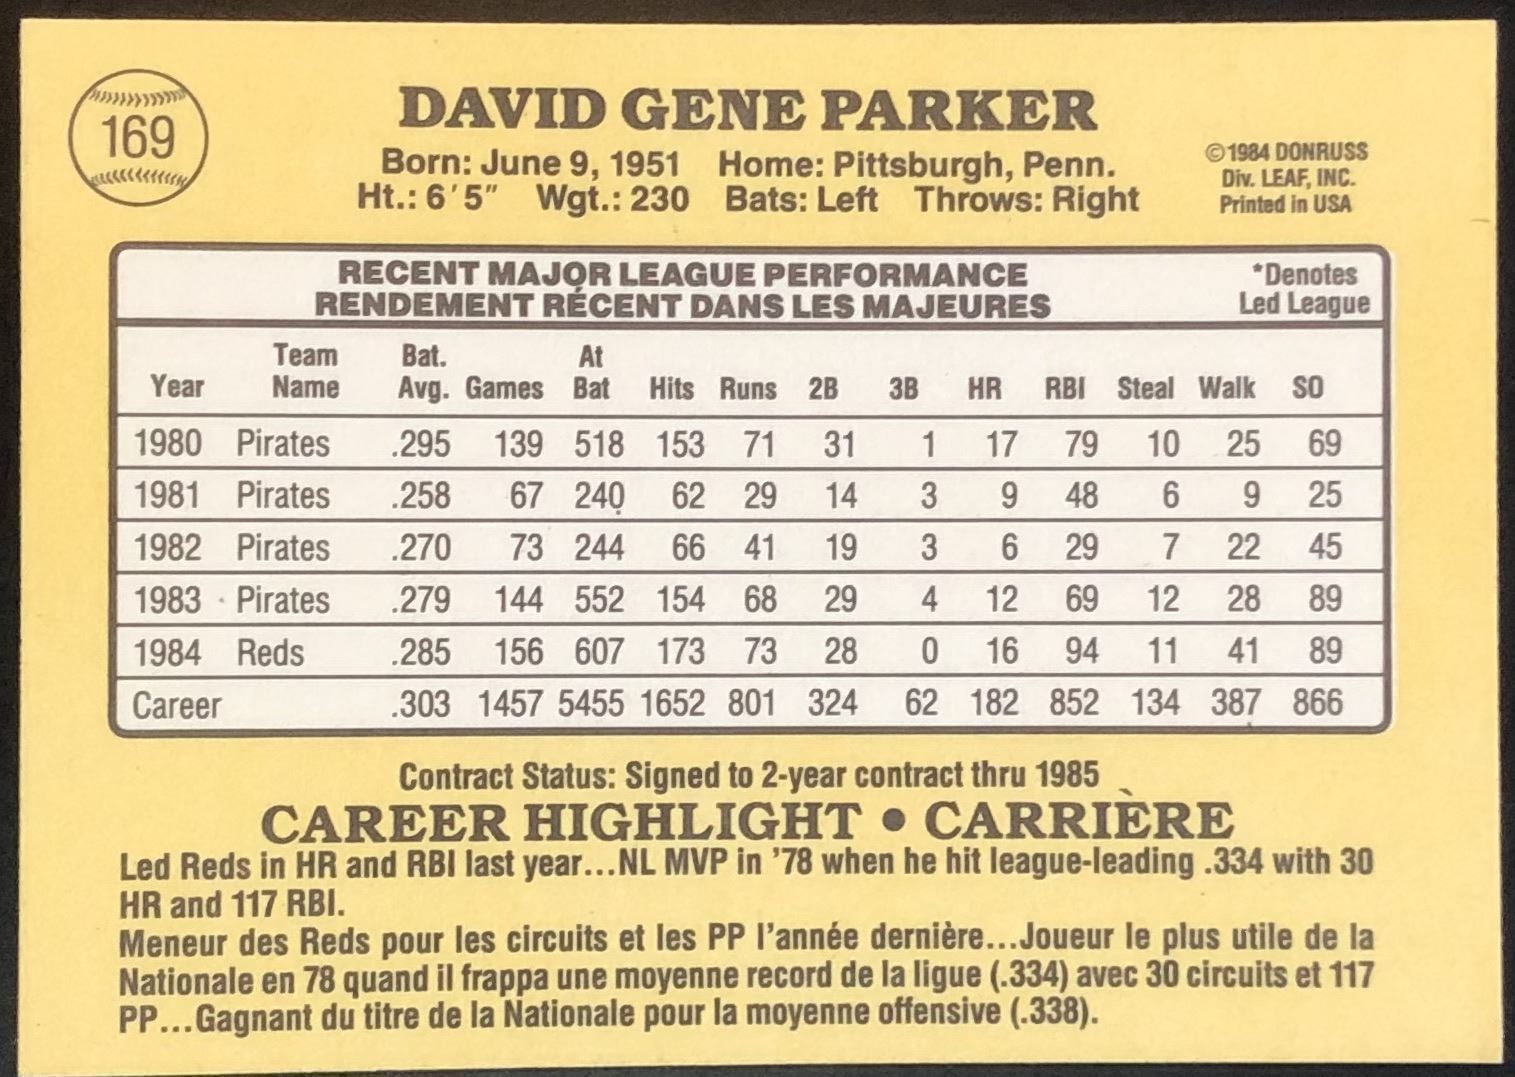 169
DAVID GENE PARKER
Born: June 9, 1951 Home: Pittsburgh, Penn.
Ht.: 6'5" Wgt.: 230 Bats: Left Throws: Right
©1984 DONRUSS
Div. LEAF, INC.
Printed in USA
RECENT MAJOR LEAGUE PERFORMANCE
RENDEMENT RÉCENT DANS LES MAJEURES
*Denotes
Led League
Year Team Name Bat. Avg. Games At Bat Hits Runs 2B 3B HR RBI Steal Walk SO
1980 Pirates .295 139 518 153 71 31 1 17 79 10 25 69
1981 Pirates .258 67 240 62 29 14 3 9 48 6 9 25
1982 Pirates .270 73 244 66 41 19 3 6 29 7 22 45
1983 Pirates .279 144 552 154 68 29 4 12 69 12 28 89
1984 Reds .285 156 607 173 73 28 0 16 94 11 41 89
Career .303 1457 5455 1652 801 324 62 182 852 134 387 866
Contract Status: Signed to 2-year contract thru 1985
CAREER HIGHLIGHT • CARRIÈRE
Led Reds in HR and RBI last year...NL MVP in '78 when he hit league-leading .334 with 30
HR and 117 RBI.
Meneur des Reds pour les circuits et les PP l'année dernière...Joueur le plus utile de la
Nationale en 78 quand il frappa une moyenne record de la ligue (.334) avec 30 circuits et 117
PP...Gagnant du titre de la Nationale pour la moyenne offensive (.338).